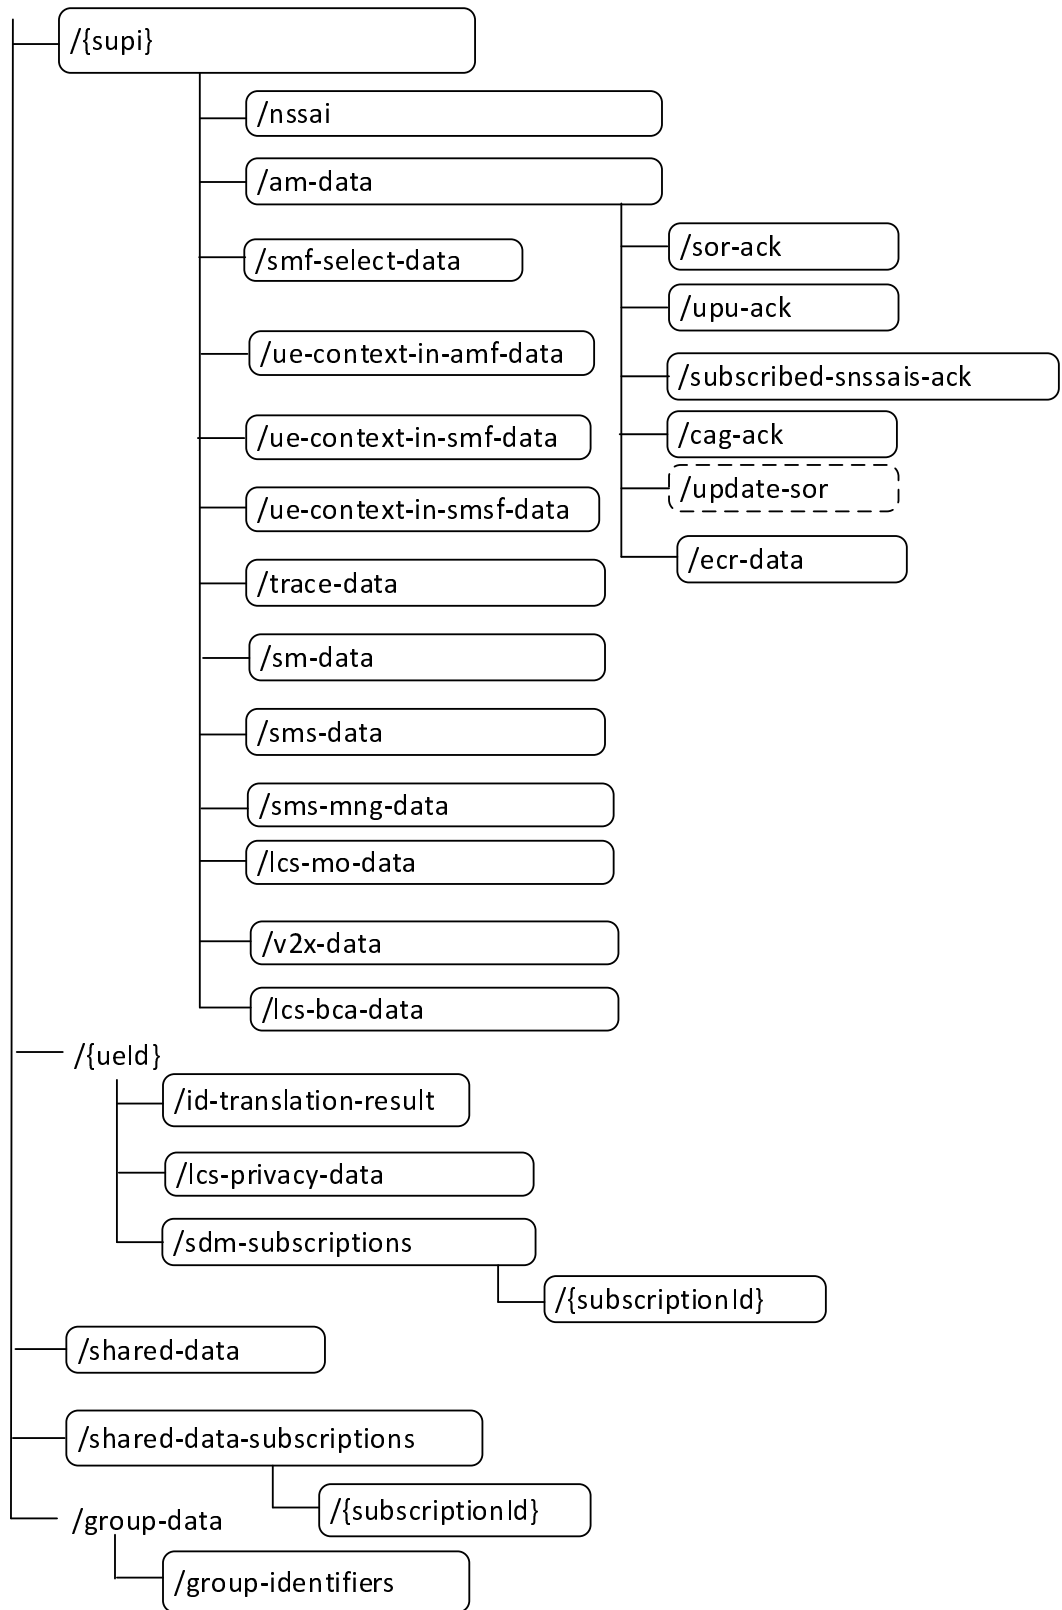 /{supi}
/nssai
/am-data
/sor-ack
/smf-select-data
/upu-ack
/ue-context-in-amf-data
/subscribed-snssais-ack
/cag-ack
/ue-context-in-smf-data
/update-sor
/ue-context-in-smsf-data
/ecr-data
/trace-data
/sm-data
/sms-data
/sms-mng-data
/lcs-mo-data
/v2x-data
/lcs-bca-data
/{ueId}
/id-translation-result
/lcs-privacy-data
/sdm-subscriptions
/{subscriptionId}
/shared-data
/shared-data-subscriptions
/{subscriptionId}
/group-data
/group-identifiers